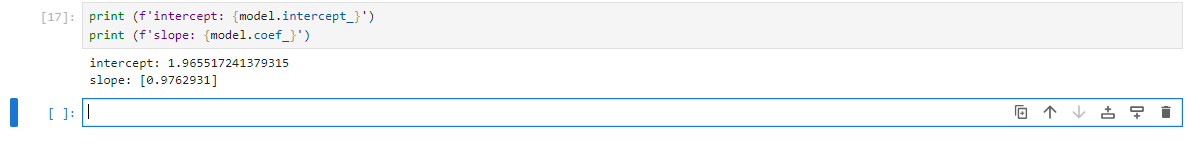 [17]: print (f'intercept: {model.intercept_}')
print (f'slope: {model.coef_}')
intercept: 1.965517241379315
slope: [0.9762931]
[ ]: